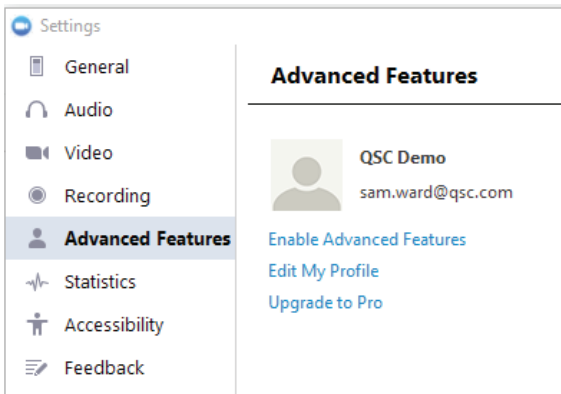 Settings
General
Audio
Video
Recording
Advanced Features
Statistics
Accessibility
Feedback
Advanced Features
QSC Demo
sam.ward@qsc.com
Enable Advanced Features
Edit My Profile
Upgrade to Pro